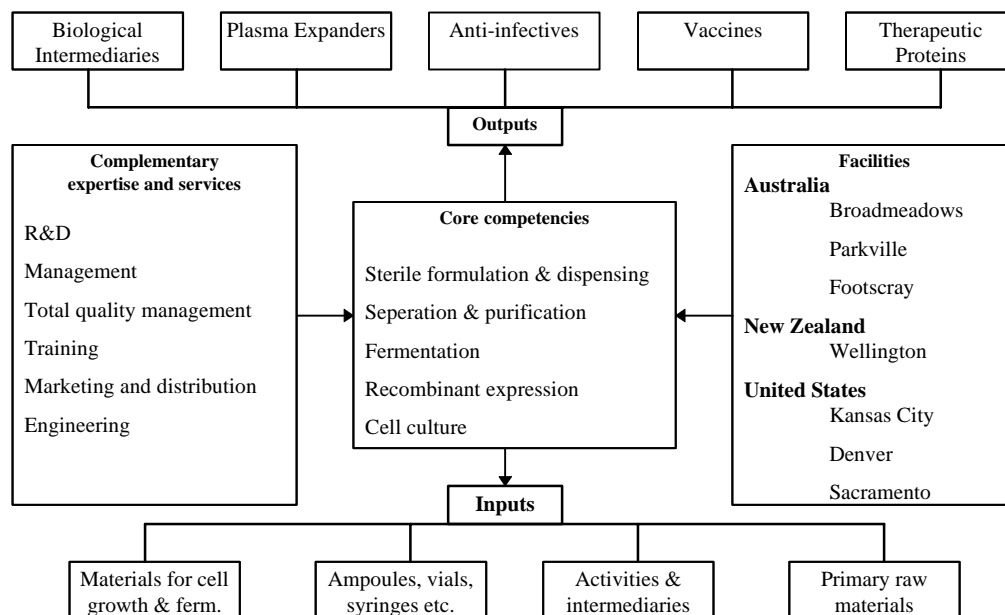 Biological
Intermediaries
Plasma Expanders
Anti-infectives
Vaccines
Therapeutic
Proteins
Outputs
Complementary
expertise and services
R&D
Management
Total quality management
Training
Marketing and distribution
Engineering
Core competencies
Sterile formulation & dispensing
Seperation & purification
Fermentation
Recombinant expression
Cell culture
Facilities
Australia
Broadmeadows
Parkville
Footscray
New Zealand
Wellington
United States
Kansas City
Denver
Sacramento
Inputs
Materials for cell
growth & ferm.
Ampoules, vials,
syringes etc.
Activities &
intermediaries
Primary raw
materials